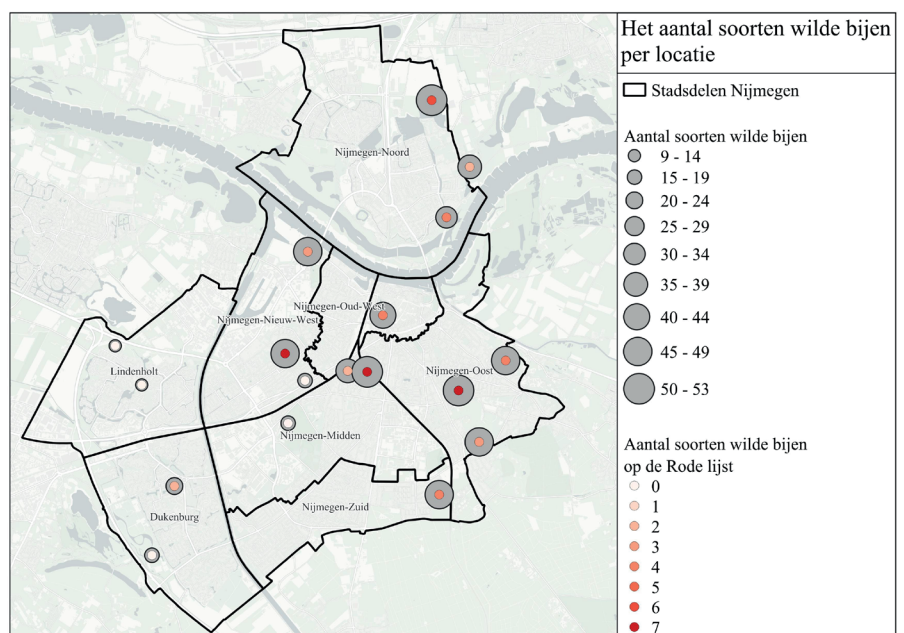 Het aantal soorten wilde bijen
per locatie
Stadsdelen Nijmegen
Aantal soorten wilde bijen
9 - 14
15 - 19
20 - 24
25 - 29
30 - 34
35 - 39
40 - 44
45 - 49
50 - 53
Aantal soorten wilde bijen
op de Rode lijst
0
1
2
3
4
5
6
7
Nijmegen-Noord
Nijmegen-Oud-West
Nijmegen-Nieuw-West
Lindenholt
Nijmegen-Oost
Nijmegen-Midden
Nijmegen-Zuid
Dukenburg